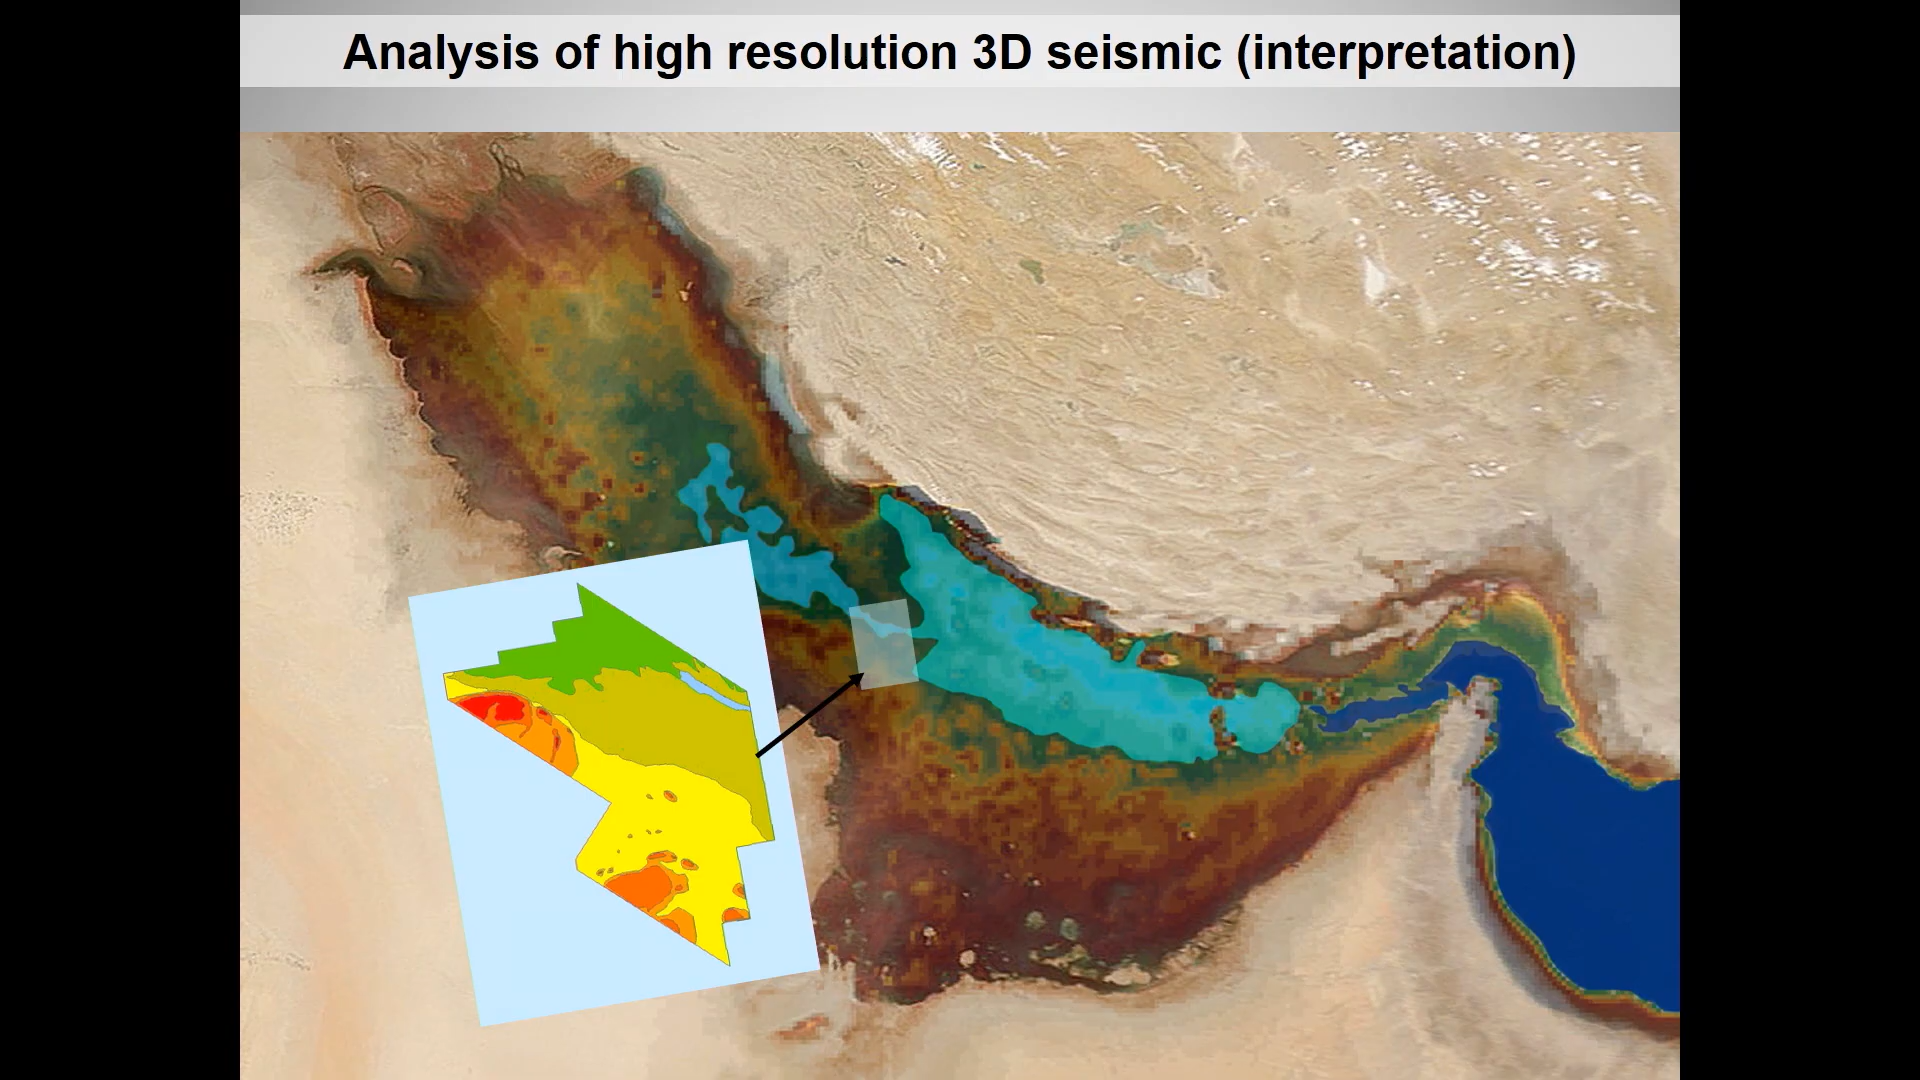 Analysis of high resolution 3D seismic (interpretation)